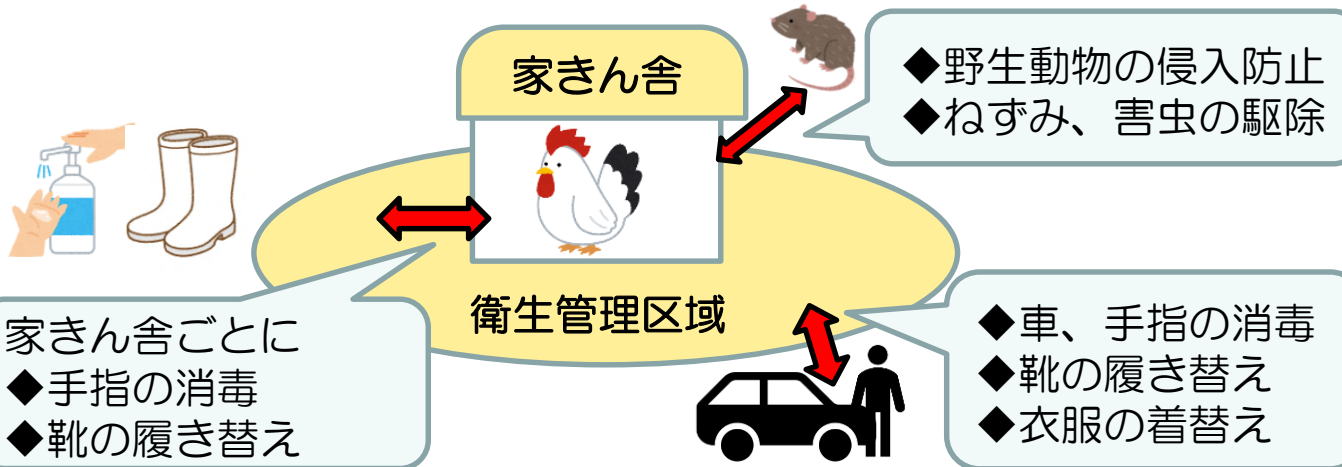 家きん舎
◆野生動物の侵入防止
◆ねずみ、害虫の駆除
衛生管理区域
家きん舎ごとに
◆手指の消毒
◆靴の履き替え
◆車、手指の消毒
◆靴の履き替え
◆衣服の着替え